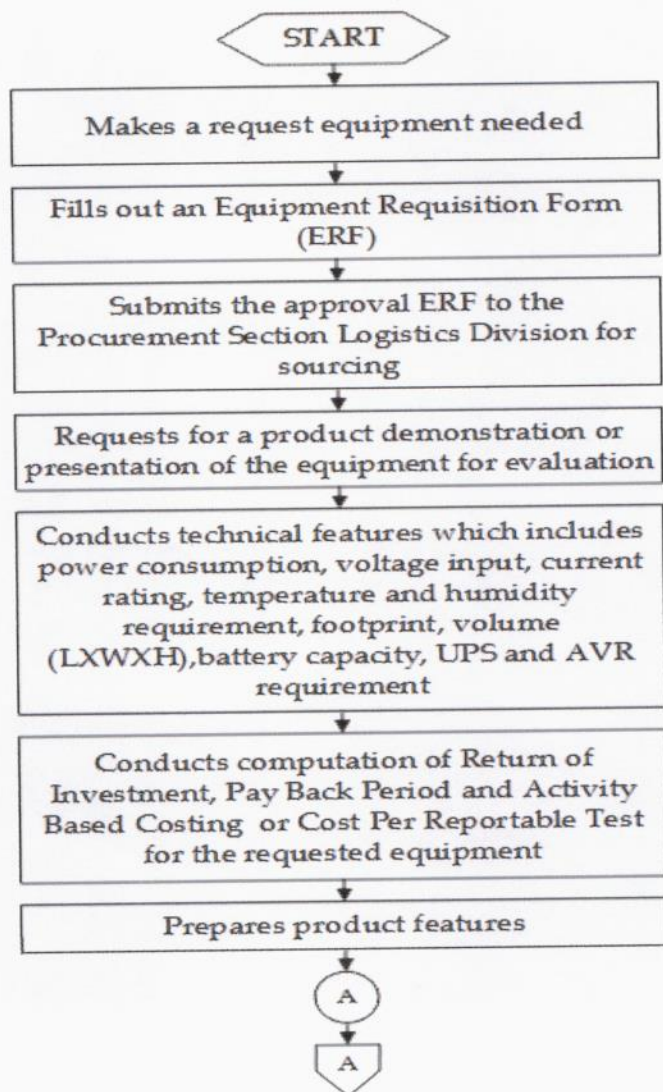 START
Makes a request equipment needed
Fills out an Equipment Requisition Form
(ERF)
Submits the approval ERF to the
Procurement Section Logistics Division for
sourcing
Requests for a product demonstration or
presentation of the equipment for evaluation
Conducts technical features which includes
power consumption, voltage input, current
rating, temperature and humidity
requirement, footprint, volume
(LXWXH),battery capacity, UPS and AVR
requirement
Conducts computation of Return of
Investment, Pay Back Period and Activity
Based Costing or Cost Per Reportable Test
for the requested equipment
Prepares product features
A
A